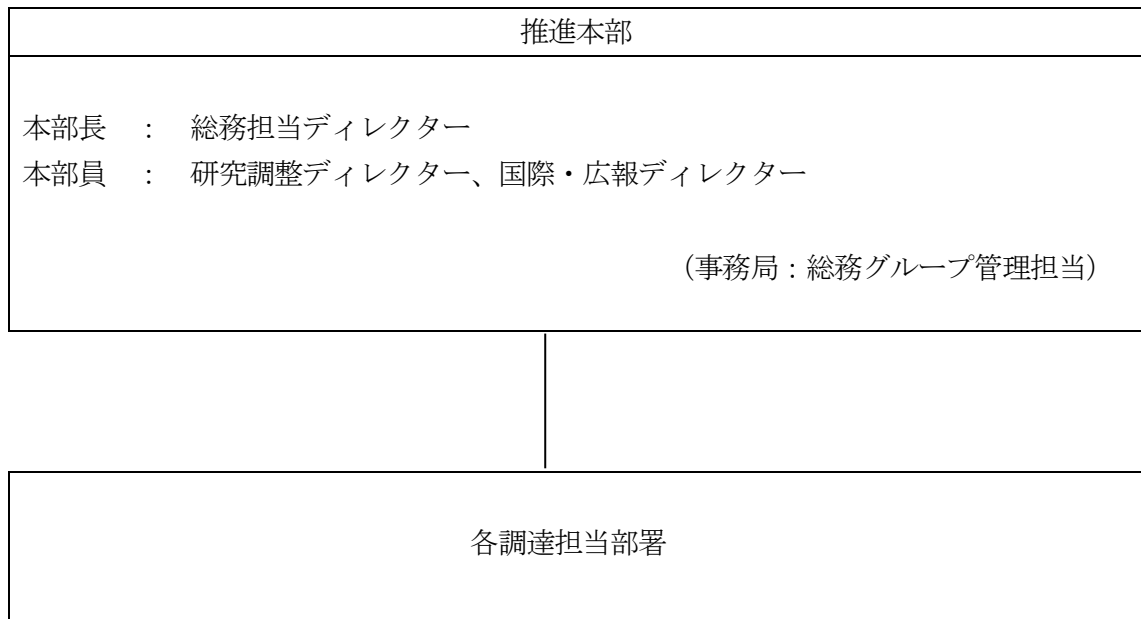 推進本部
本部長 : 総務担当ディレクター
本部員 : 研究調整ディレクター、国際・広報ディレクター
(事務局:総務グループ管理担当)
各調達担当部署